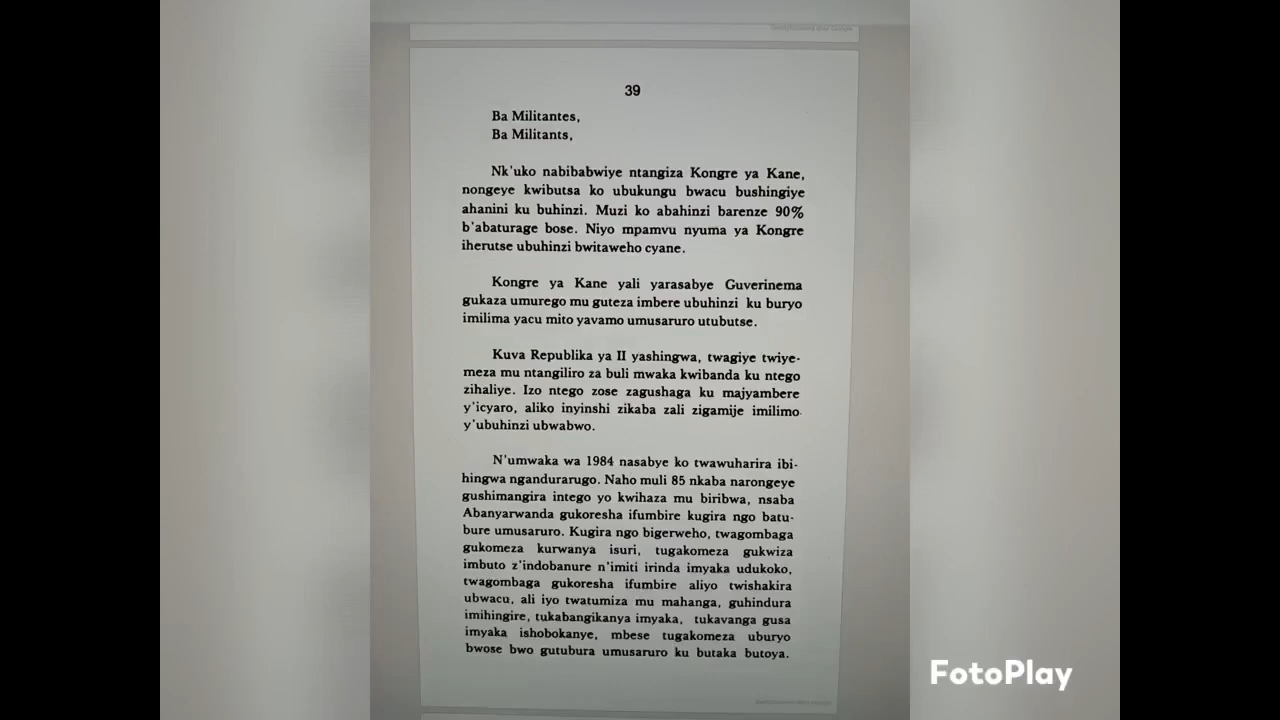 39
Ba Militantes,
Ba Militants,
Nk'uko nabibabwiye ntangiza Kongre ya Kane,
nongeye kwibutsa ko ubukungu bwacu bushingiye
ahanini ku buhinzi. Muzi ko abahinzi barenze 90%
b'abaturage bose. Niyo mpamvu nyuma ya Kongre
iherutse ubuhinzi bwitaweho cyane.
Kongre ya Kane yali yarasabye Guverinema
gukaza umurego mu guteza imbere ubuhinzi ku buryo
imilima yacu mito yavamo umusaruro utubutse.
Kuva Republika ya II yashingwa, twagiye twiye-
meza mu ntangiliro za buli mwaka kwibanda ku ntego
zihaliye. Izo ntego zose zagushaga ku majyambere
y'icyaro, aliko inyinshi zikaba zali zigamije imilimo
y'ubuhinzi ubwabwo.
N'umwaka wa 1984 nasabye ko twawuharira ibi-
hingwa ngandurarugo. Naho muli 85 nkaba narongeye
gushimangira intego yo kwihaza mu biribwa, nsaba
Abanyarwanda gukoresha ifumbire kugira ngo batu-
bure umusaruro. Kugira ngo bigerweho, twagombaga
gukomeza kurwanya isuri, tugakomeza gukwiza
imbuto z'indobanure n'imiti irinda imyaka udukoko,
twagombaga gukoresha ifumbire aliyo twishakira
ubwacu, ali iyo twatumiza mu mahanga, guhindura
imihingire, tukabangikanya imyaka, tukavanga gusa
imyaka ishobokanye, mbese tugakomeza uburyo
bwose bwo gutubura umusaruro ku butaka butoya.
FotoPlay